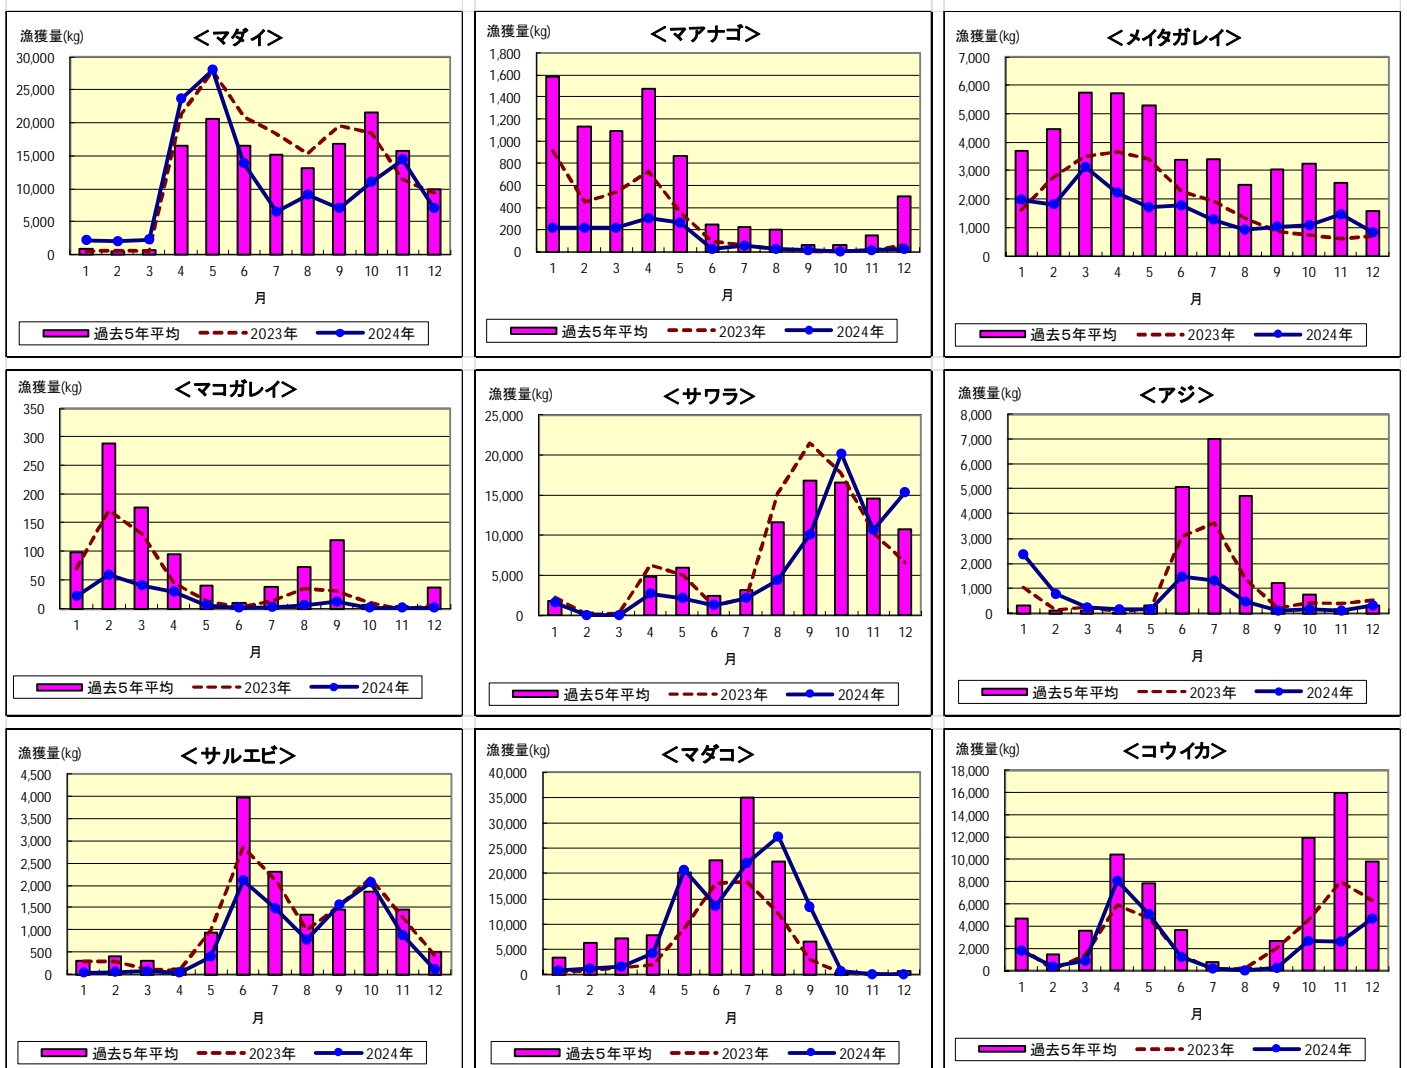 漁獲量(kg)
＜マダイ＞
30,000
25,000
20,000
15,000
10,000
5,000
0
1 2 3 4 5 6 7 8 9 10 11 12
月
過去5年平均 2023年 2024年
漁獲量(kg)
＜マアナゴ＞
1,800
1,600
1,400
1,200
1,000
800
600
400
200
0
1 2 3 4 5 6 7 8 9 10 11 12
月
過去5年平均 2023年 2024年
漁獲量(kg)
＜メイタガレイ＞
7,000
6,000
5,000
4,000
3,000
2,000
1,000
0
1 2 3 4 5 6 7 8 9 10 11 12
月
過去5年平均 2023年 2024年
漁獲量(kg)
＜マコガレイ＞
350
300
250
200
150
100
50
0
1 2 3 4 5 6 7 8 9 10 11 12
月
過去5年平均 2023年 2024年
漁獲量(kg)
＜サワラ＞
25,000
20,000
15,000
10,000
5,000
0
1 2 3 4 5 6 7 8 9 10 11 12
月
過去5年平均 2023年 2024年
漁獲量(kg)
＜アジ＞
8,000
7,000
6,000
5,000
4,000
3,000
2,000
1,000
0
1 2 3 4 5 6 7 8 9 10 11 12
月
過去5年平均 2023年 2024年
漁獲量(kg)
＜サルエビ＞
4,500
4,000
3,500
3,000
2,500
2,000
1,500
1,000
500
0
1 2 3 4 5 6 7 8 9 10 11 12
月
過去5年平均 2023年 2024年
漁獲量(kg)
＜マダコ＞
40,000
35,000
30,000
25,000
20,000
15,000
10,000
5,000
0
1 2 3 4 5 6 7 8 9 10 11 12
月
過去5年平均 2023年 2024年
漁獲量(kg)
＜コウイカ＞
18,000
16,000
14,000
12,000
10,000
8,000
6,000
4,000
2,000
0
1 2 3 4 5 6 7 8 9 10 11 12
月
過去5年平均 2023年 2024年